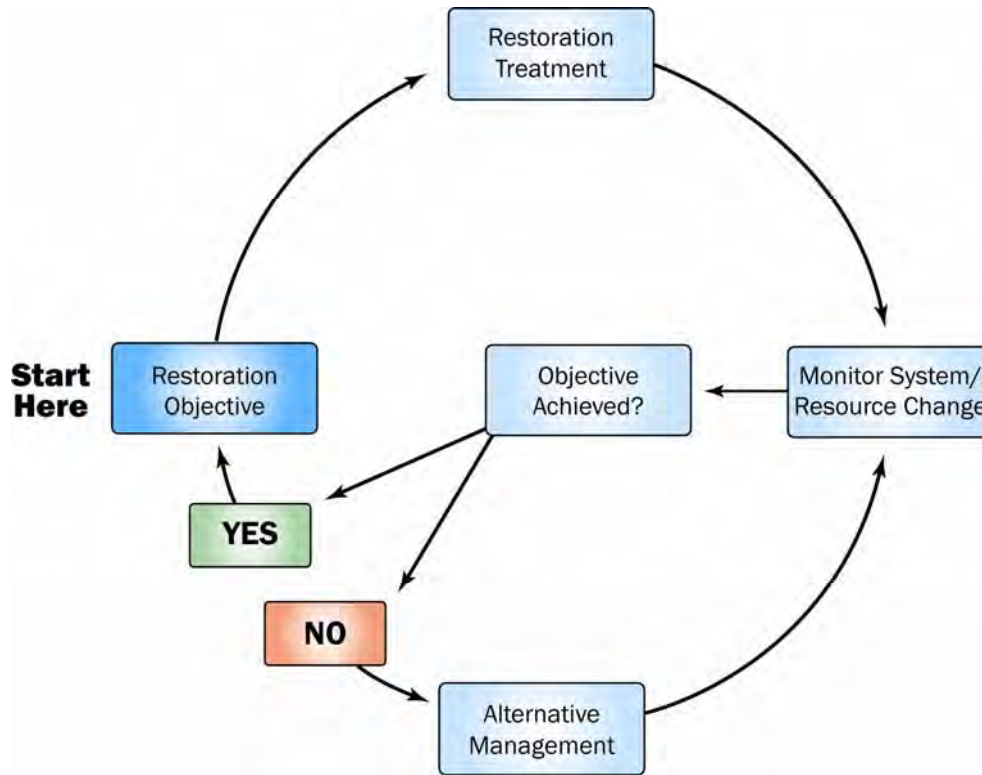 Restoration
Treatment
Start
Here
Restoration
Objective
Objective
Achieved?
Monitor System/
Resource Change
YES
NO
Alternative
Management